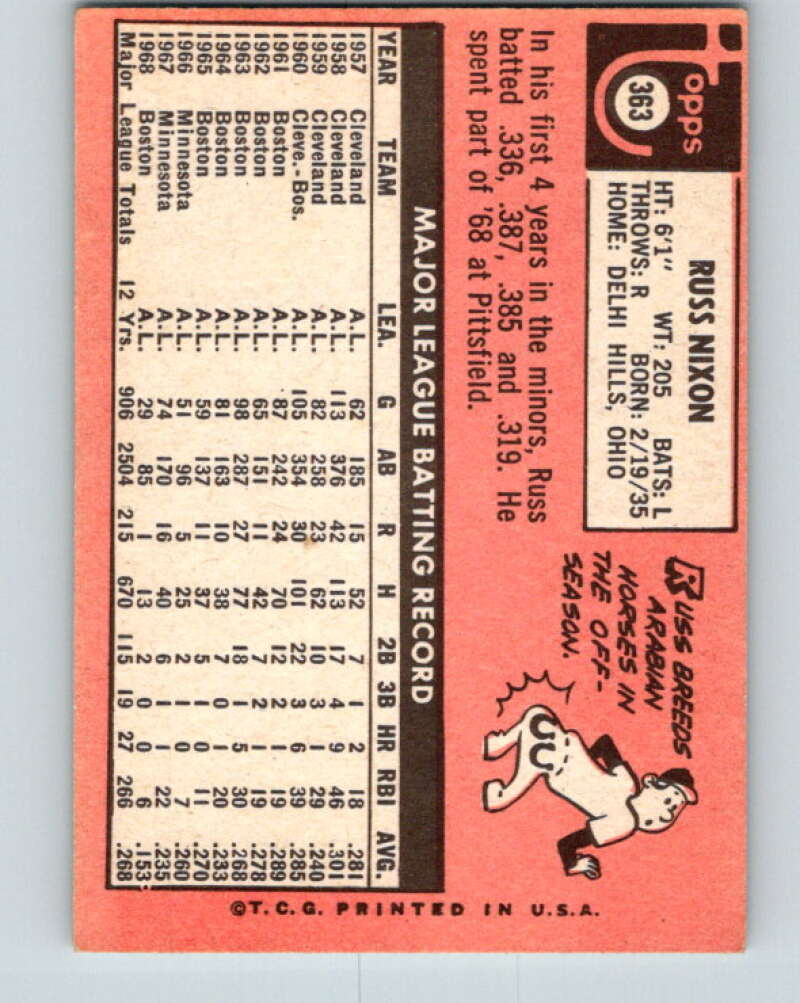 Topps
363
RUSS NIXON
HT: 6'1" WT: 205 BATS: L
THROWS: R BORN: 2/19/35
HOME: DELHI HILLS, OHIO
In his first 4 years in the minors, Russ
batted .336, .387, .385 and .319. He
spent part of '68 at Pittsfield.
RUSS BREEDS
ARABIAN
HORSES IN
THE OFF-
SEASON.
MAJOR LEAGUE BATTING RECORD
YEAR TEAM LEA. G AB R H 2B 3B HR RBI AVG.
1957 Cleveland A.L. 62 185 15 52 7 1 2 18 .281
1958 Cleveland A.L. 113 376 42 113 17 4 9 46 .301
1959 Cleveland A.L. 82 258 23 62 10 3 1 29 .240
1960 Cleve.-Bos. A.L. 105 354 30 101 22 3 6 39 .285
1961 Boston A.L. 87 242 24 70 12 2 1 19 .289
1962 Boston A.L. 65 151 11 42 7 2 1 19 .278
1963 Boston A.L. 98 287 27 77 18 1 5 30 .268
1964 Boston A.L. 81 163 10 38 7 0 1 20 .233
1965 Boston A.L. 59 137 11 37 5 1 0 11 .270
1966 Minnesota A.L. 51 96 5 25 2 1 0 7 .260
1967 Minnesota A.L. 74 170 16 40 6 1 1 22 .235
1968 Boston A.L. 29 85 1 13 2 0 0 6 .153
Major League Totals 12 Yrs. 906 2504 215 670 115 19 27 266 .268
©T.C.G. PRINTED IN U.S.A.